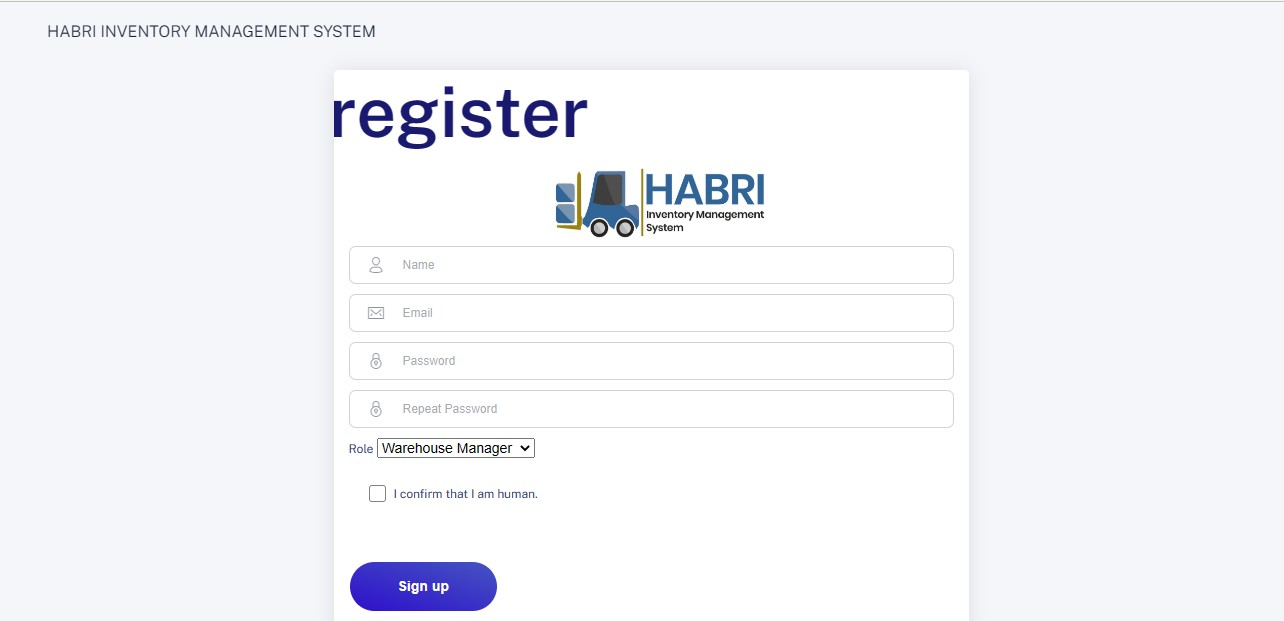 HABRI INVENTORY MANAGEMENT SYSTEM
register
HABRI
Inventory Management
System
Name
Email
Password
Repeat Password
Role Warehouse Manager
I confirm that I am human.
Sign up